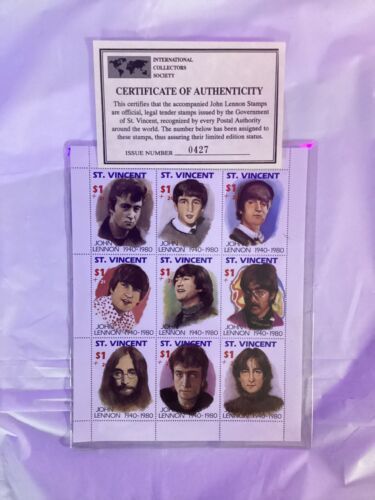 INTERNATIONAL
COLLECTORS
SOCIETY
CERTIFICATE OF AUTHENTICITY
This certifies that the accompanied John Lennon Stamps
are official, legal tender stamps issued by the Government
of St. Vincent, recognized by every Postal Authority
around the world. The number below has been assigned to
these stamps, thus assuring their limited edition status.
ISSUE NUMBER 0427
ST. VINCENT ST. VINCENT ST. VINCENT
$1 $1 $1
JOHN JOHN JOHN
LENNON 1940-1980 LENNON 1940-1980 LENNON 1940-1980
ST. VINCENT ST. VINCENT ST. VINCENT
$1 $1 $1
JOHN JOHN JOHN
LENNON 1940-1980 LENNON 1940-1980 LENNON 1940-1980
ST. VINCENT ST. VINCENT ST. VINCENT
$1 $1 $1
JOHN JOHN JOHN
LENNON 1940-1980 LENNON 1940-1980 LENNON 1940-1980